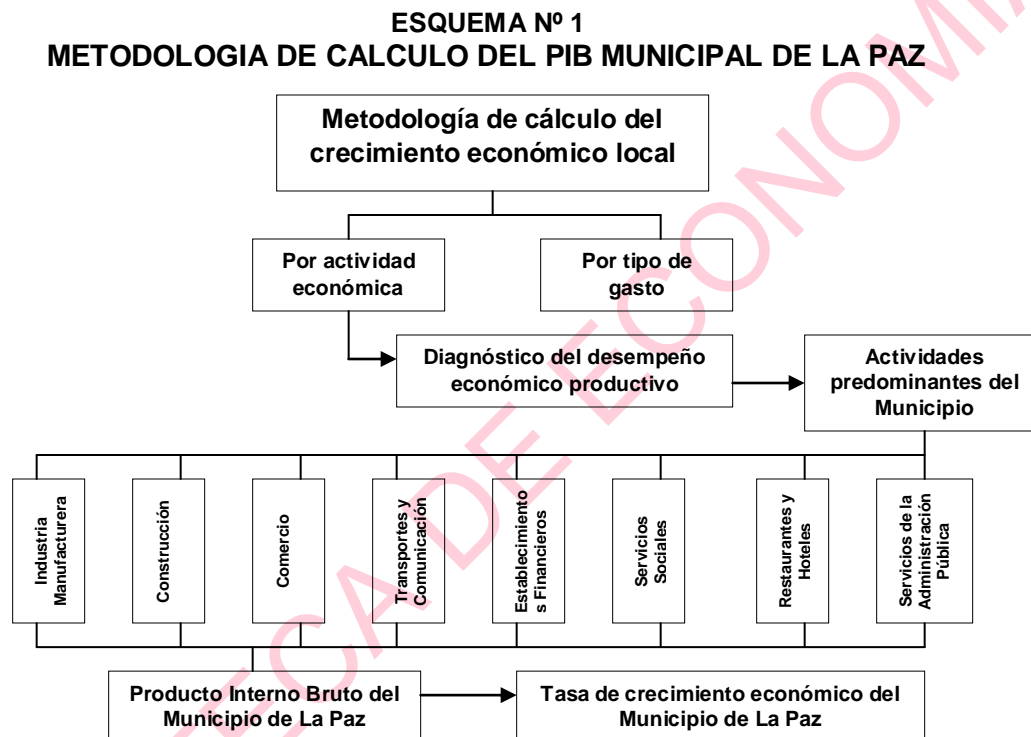 ESQUEMA Nº 1
METODOLOGIA DE CALCULO DEL PIB MUNICIPAL DE LA PAZ
Metodología de cálculo del
crecimiento económico local
Por actividad
económica
Por tipo de
gasto
Diagnóstico del desempeño
económico productivo
Actividades
predominantes del
Municipio
Industria
Manufacturera
Construcción
Comercio
Transportes y
Comunicación
Establecimiento
s Financieros
Servicios
Sociales
Restaurantes y
Hoteles
Servicios de la
Administración
Pública
Producto Interno Bruto del
Municipio de La Paz
Tasa de crecimiento económico del
Municipio de La Paz
ECA DE ECONOMIA